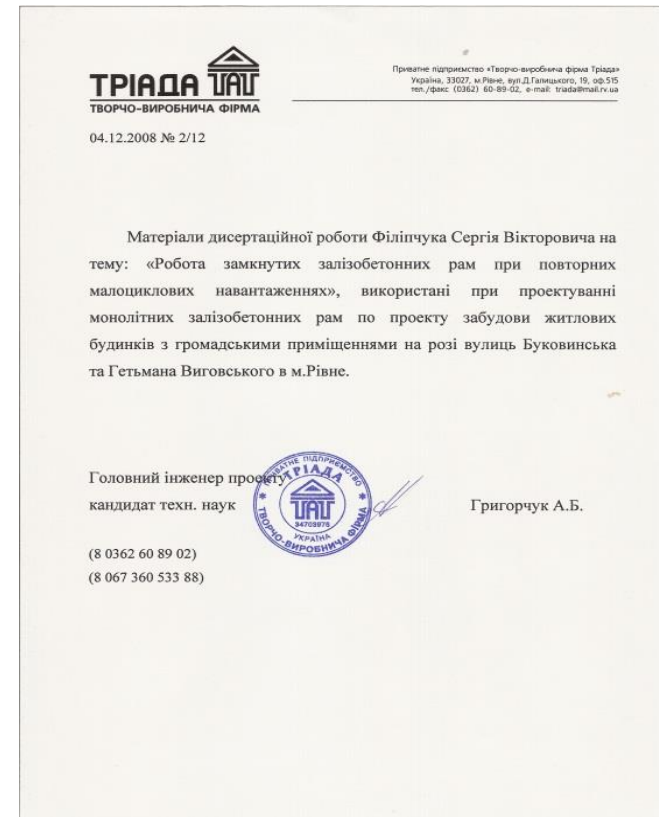 ТРІАДА
ТВОРЧО-ВИРОБНИЧА ФІРМА
Приватне підприємство «Творчо-виробнича фірма Тріада»
Україна, 33027, м.Рівне, вул.Д.Галицького, 19, оф.515
тел./факс (0362) 60-89-02, e-mail: triada@mail.rv.ua
04.12.2008 № 2/12
Матеріали дисертаційної роботи Філіпчука Сергія Вікторовича на
тему: «Робота замкнутих залізобетонних рам при повторних
малоциклових навантаженнях», використані при проектуванні
монолітних залізобетонних рам по проекту забудови житлових
будинків з громадськими приміщеннями на розі вулиць Буковинська
та Гетьмана Виговського в м.Рівне.
Головний інженер проекту
кандидат техн. наук
Григорчук А.Б.
ПРИВАТНЕ ПІДПРИЄМСТВО
ТРІАДА
34703976
УКРАЇНА
ТВОРЧО-ВИРОБНИЧА ФІРМА
(8 0362 60 89 02)
(8 067 360 533 88)